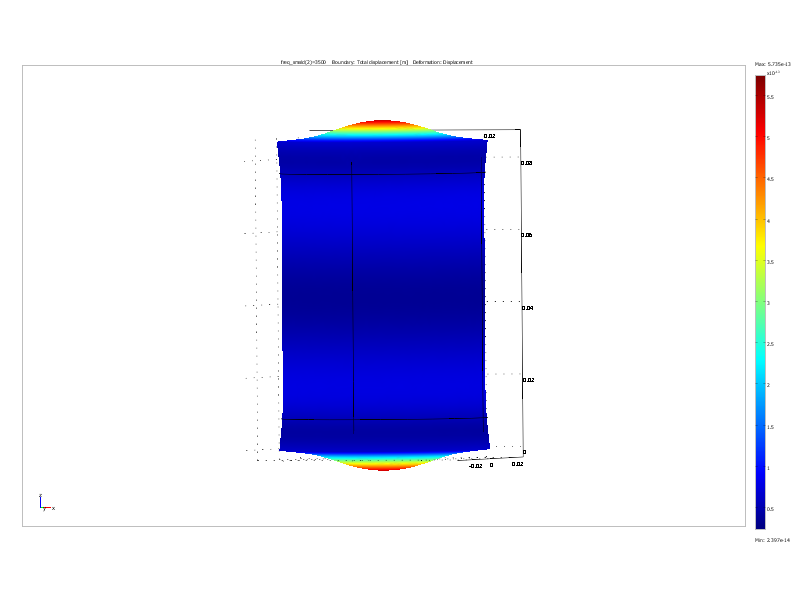 freq_smsld(2)=3500 Boundary: Total displacement [m] Deformation: Displacement
Max: 5.735e-13
5.5
5
4.5
4
3.5
3
2.5
2
1.5
1
0.5
Min: 2.397e-14
0.02
0.08
0.06
0.04
0.02
0
-0.02 0 0.02
z
y x